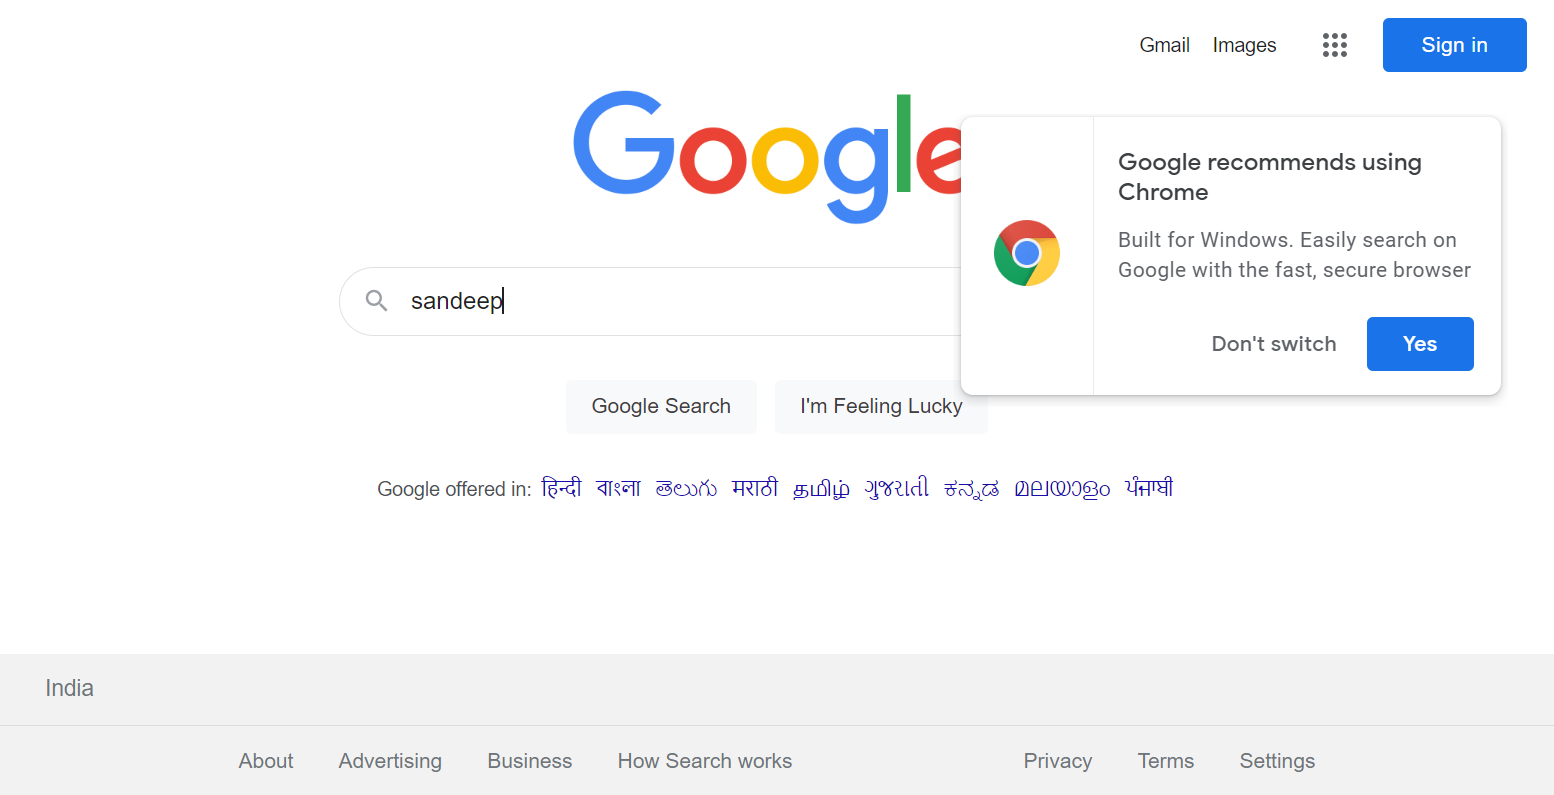 Gmail Images Sign in
Google
Google recommends using
Chrome
Built for Windows. Easily search on
Google with the fast, secure browser
Don't switch Yes
sandeep
Google Search I'm Feeling Lucky
Google offered in: हिन्दी বাংলা తెలుగు मराठी தமிழ் ગુજરાતી ಕನ್ನಡ മലയാളം ਪੰਜਾਬੀ
India
About Advertising Business How Search works Privacy Terms Settings